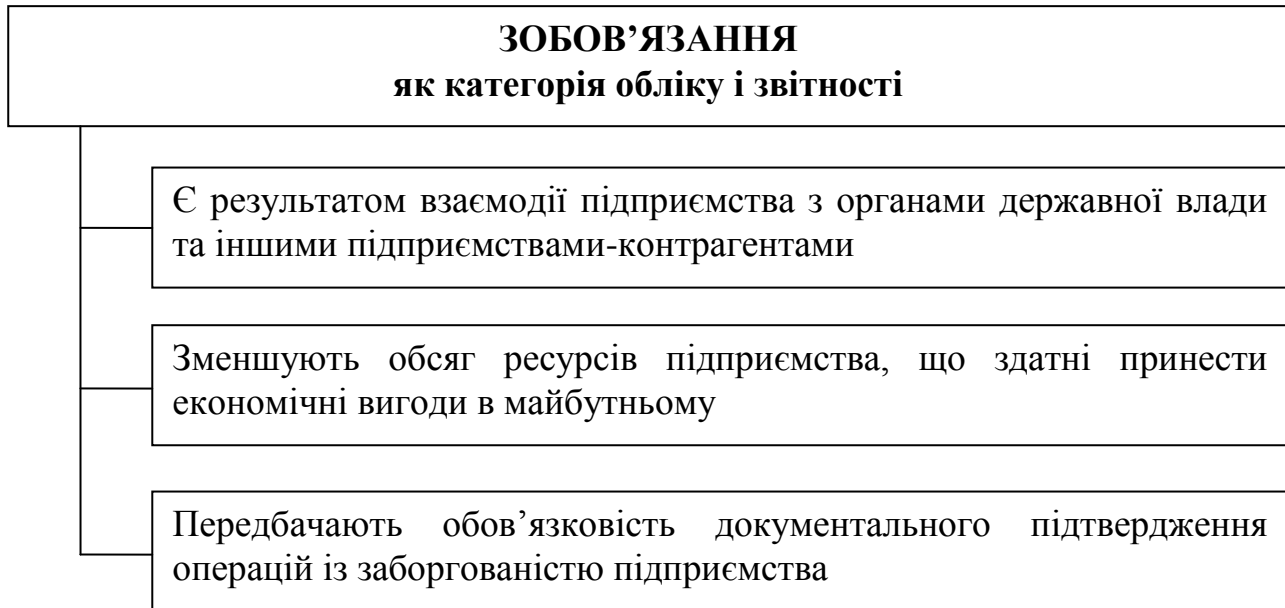 ЗОБОВ’ЯЗАННЯ
як категорія обліку і звітності
Є результатом взаємодії підприємства з органами державної влади
та іншими підприємствами-контрагентами
Зменшують обсяг ресурсів підприємства, що здатні принести
економічні вигоди в майбутньому
Передбачають обов’язковість документального підтвердження
операцій із заборгованістю підприємства